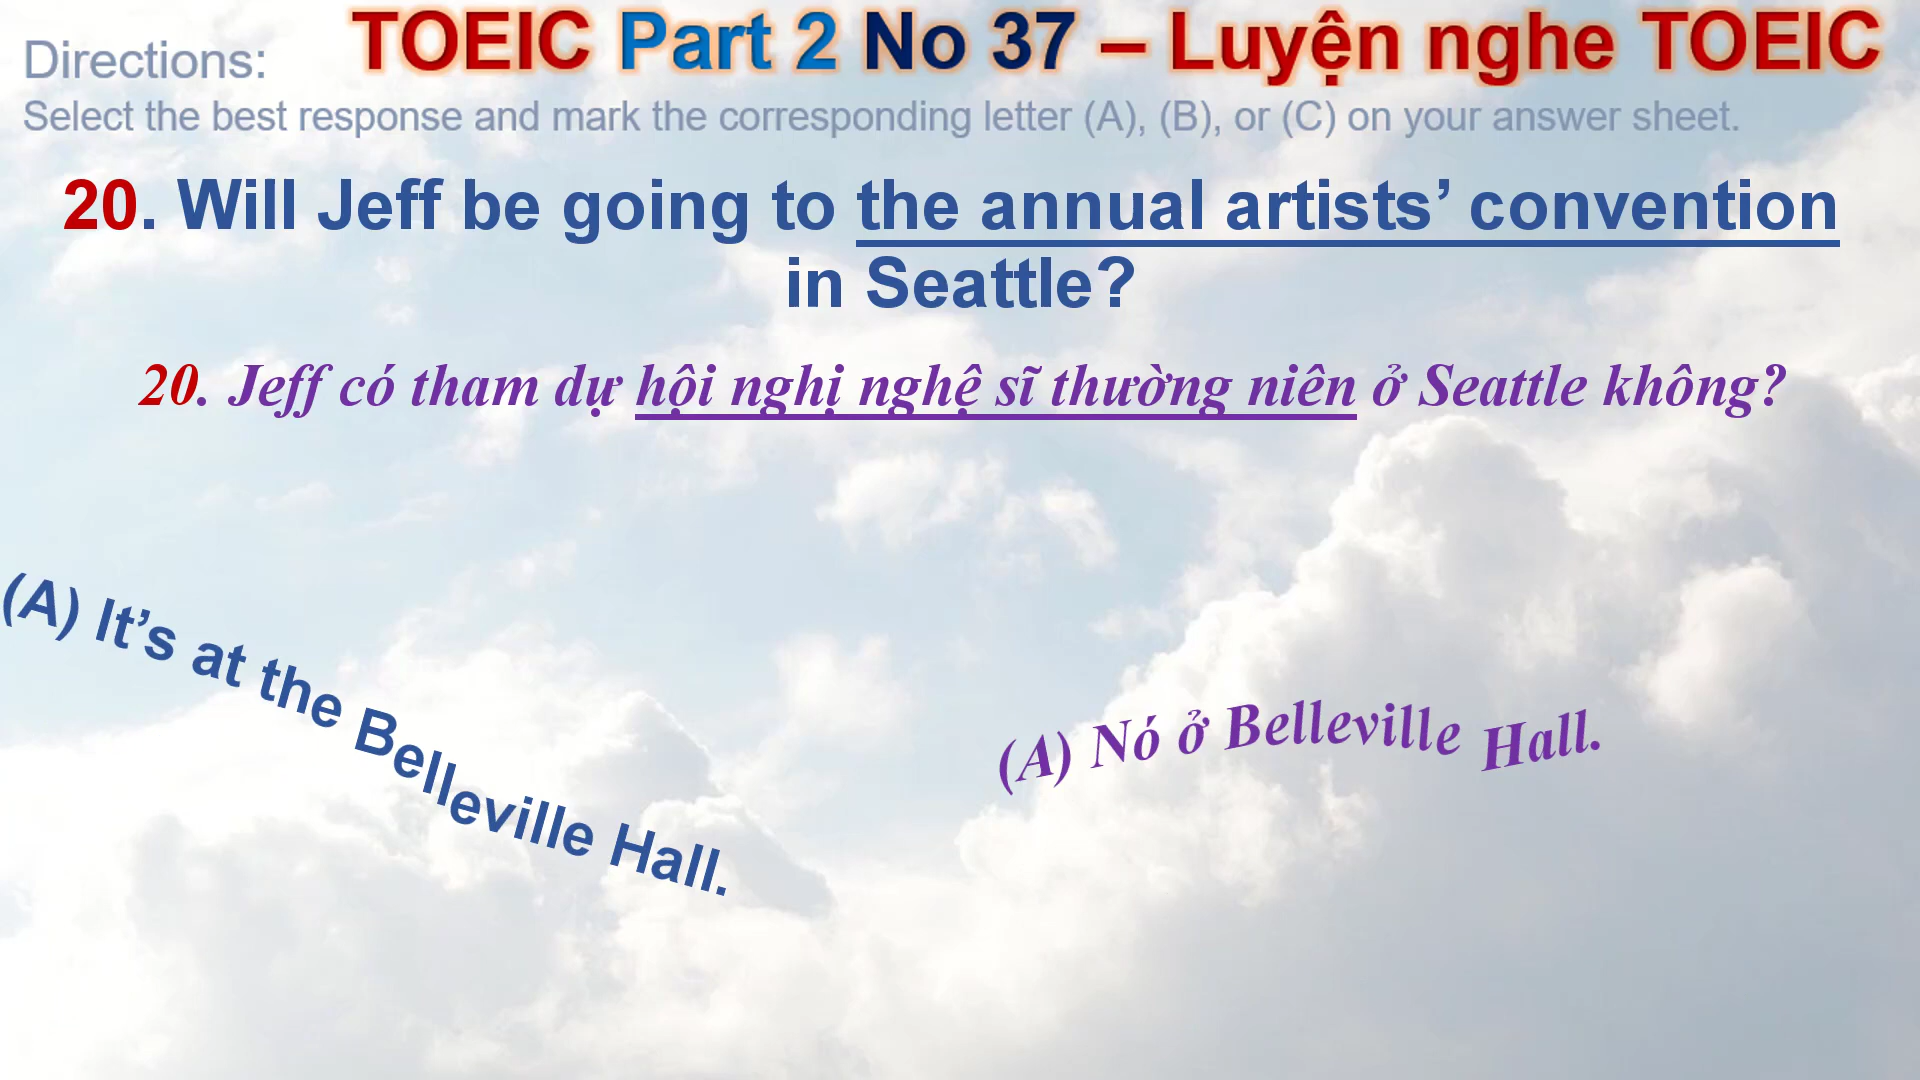 TOEIC Part 2 No 37 – Luyện nghe TOEIC
Directions:
Select the best response and mark the corresponding letter (A), (B), or (C) on your answer sheet.
20. Will Jeff be going to the annual artists’ convention
in Seattle?
20. Jeff có tham dự hội nghị nghệ sĩ thường niên ở Seattle không?
(A) It’s at the Belleville Hall.
(A) Nó ở Belleville Hall.